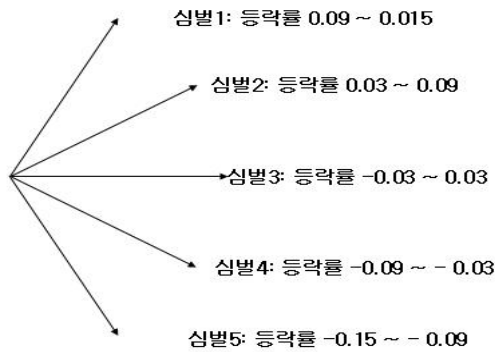 심벌1: 등락률 0.09 ~ 0.015
심벌2: 등락률 0.03 ~ 0.09
심벌3: 등락률 -0.03 ~ 0.03
심벌4: 등락률 -0.09 ~ - 0.03
심벌5: 등락률 -0.15 ~ - 0.09